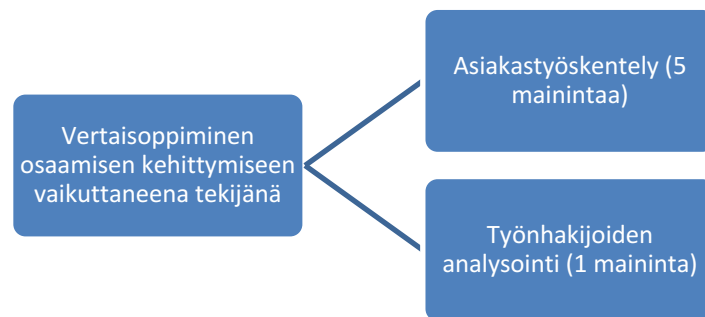 Vertaisoppiminen
osaamisen kehittymiseen
vaikuttaneena tekijänä
Asiakastyöskentely (5
mainintaa)
Työnhakijoiden
analysointi (1 maininta)